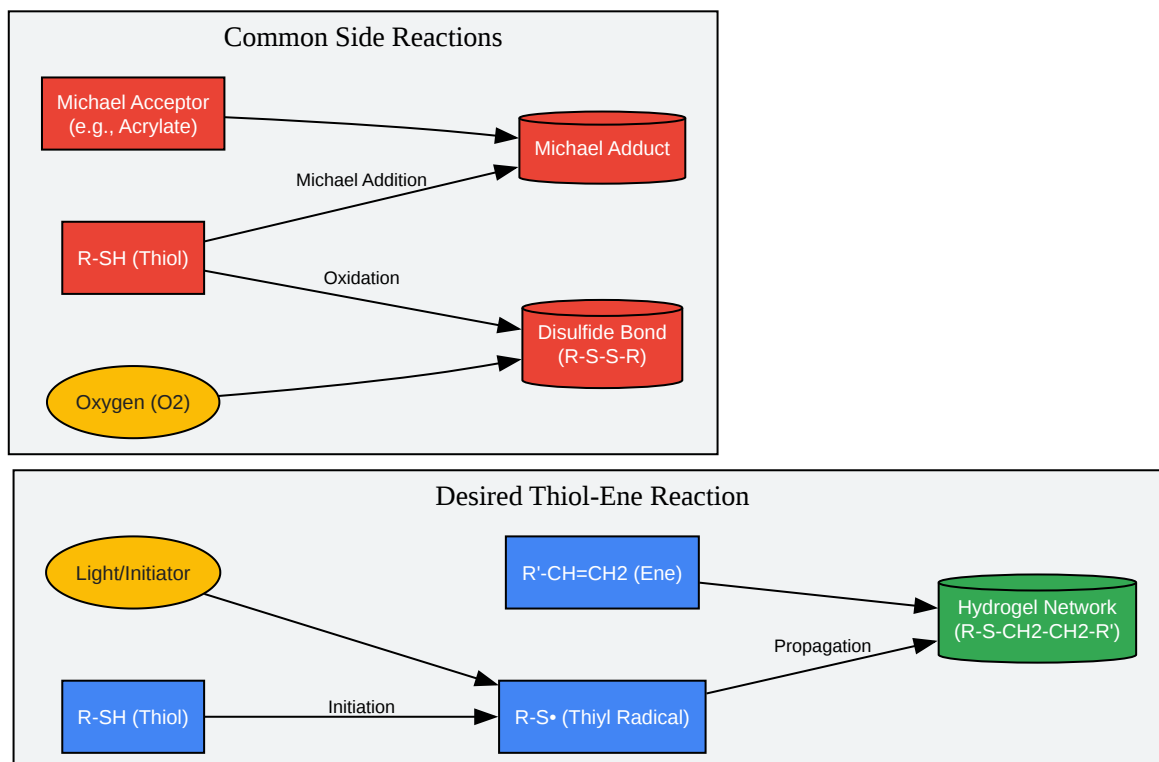 Common Side Reactions
Michael Acceptor
(e.g., Acrylate)
Michael Adduct
Michael Addition
R-SH (Thiol)
Oxidation
Disulfide Bond
(R-S-S-R)
Oxygen (O2)
Desired Thiol-Ene Reaction
Light/Initiator
R'-CH=CH2 (Ene)
Hydrogel Network
(R-S-CH2-CH2-R')
Propagation
R-SH (Thiol)
Initiation
R-S• (Thiyl Radical)